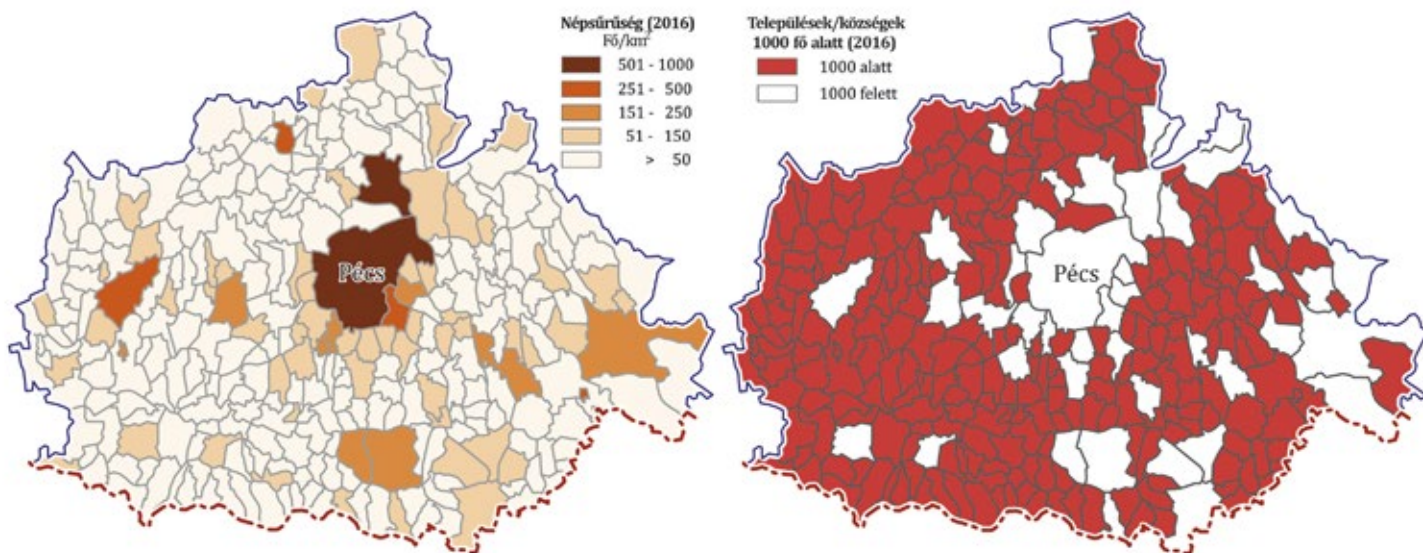 Népsűrűség (2016)
Fő/km²
501 - 1000
251 - 500
151 - 250
51 - 150
> 50
Pécs
Települések/községek
1000 fő alatt (2016)
1000 alatt
1000 felett
Pécs